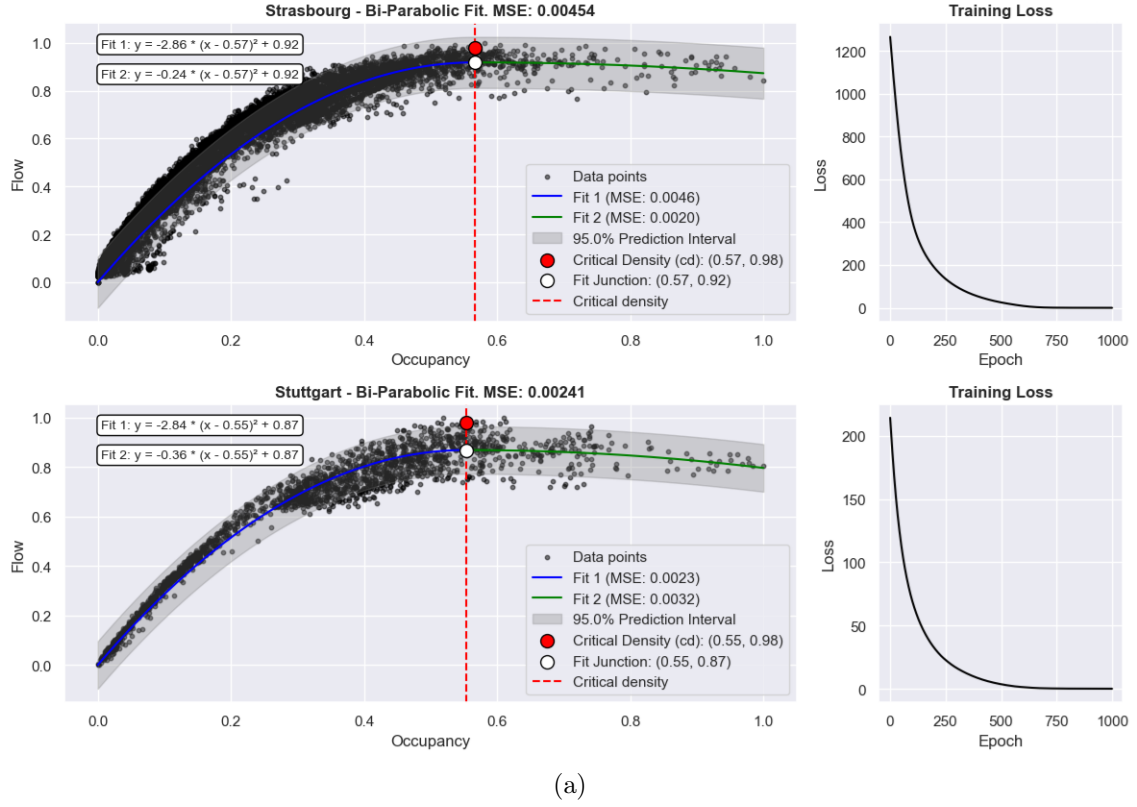 Strasbourg - Bi-Parabolic Fit. MSE: 0.00454
Fit 1: y = -2.86 * (x - 0.57)² + 0.92
Fit 2: y = -0.24 * (x - 0.57)² + 0.92
Flow
1.0
0.8
0.6
0.4
0.2
0.0
Data points
Fit 1 (MSE: 0.0046)
Fit 2 (MSE: 0.0020)
95.0% Prediction Interval
Critical Density (cd): (0.57, 0.98)
Fit Junction: (0.57, 0.92)
Critical density
0.0 0.2 0.4 0.6 0.8 1.0
Occupancy
Training Loss
Loss
1200
1000
800
600
400
200
0
0 250 500 750 1000
Epoch
Stuttgart - Bi-Parabolic Fit. MSE: 0.00241
Fit 1: y = -2.84 * (x - 0.55)² + 0.87
Fit 2: y = -0.36 * (x - 0.55)² + 0.87
Flow
1.0
0.8
0.6
0.4
0.2
0.0
Data points
Fit 1 (MSE: 0.0023)
Fit 2 (MSE: 0.0032)
95.0% Prediction Interval
Critical Density (cd): (0.55, 0.98)
Fit Junction: (0.55, 0.87)
Critical density
0.0 0.2 0.4 0.6 0.8 1.0
Occupancy
Training Loss
Loss
200
150
100
50
0
0 250 500 750 1000
Epoch
(a)